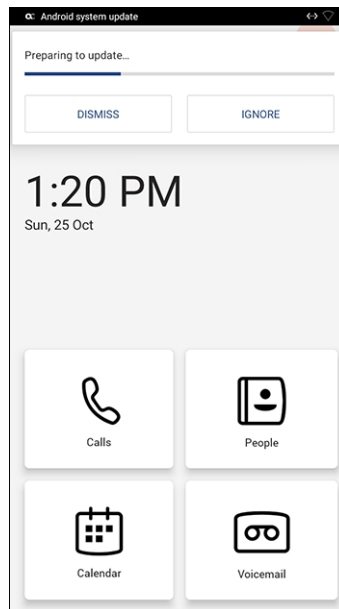 Android system update
Preparing to update...
DISMISS
IGNORE
1:20 PM
Sun, 25 Oct
Calls
People
Calendar
Voicemail